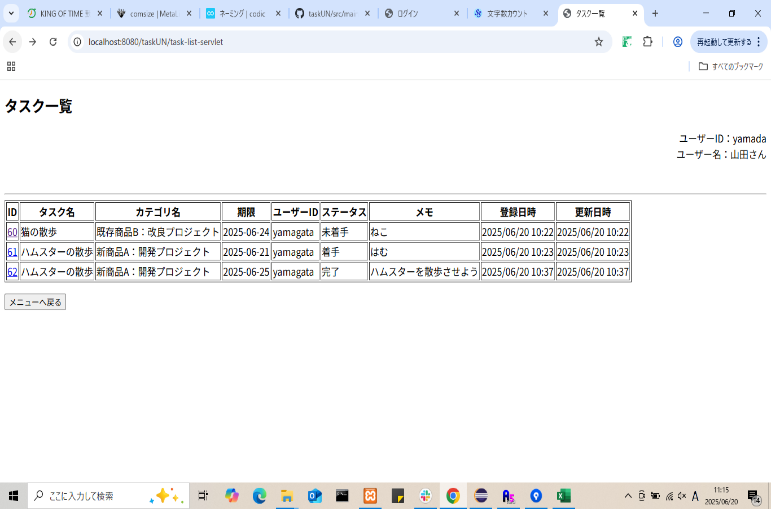 KING OF TIME
comsize | Meta
ネーミング | codic
taskUN/src/mai
ログイン
文字数カウント
タスク一覧
localhost:8080/taskUN/task-list-servlet
再起動して更新する
すべてのブックマーク
タスク一覧
ユーザーID：yamada
ユーザー名：山田さん
ID タスク名 カテゴリ名 期限 ユーザーID ステータス メモ 登録日時 更新日時
60 猫の散歩 既存商品B：改良プロジェクト 2025-06-24 yamagata 未着手 ねこ 2025/06/20 10:22 2025/06/20 10:22
61 ハムスターの散歩 新商品A：開発プロジェクト 2025-06-21 yamagata 着手 はむ 2025/06/20 10:23 2025/06/20 10:23
62 ハムスターの散歩 新商品A：開発プロジェクト 2025-06-25 yamagata 完了 ハムスターを散歩させよう 2025/06/20 10:37 2025/06/20 10:37
メニューへ戻る
ここに入力して検索
A
11:15
2025/06/20